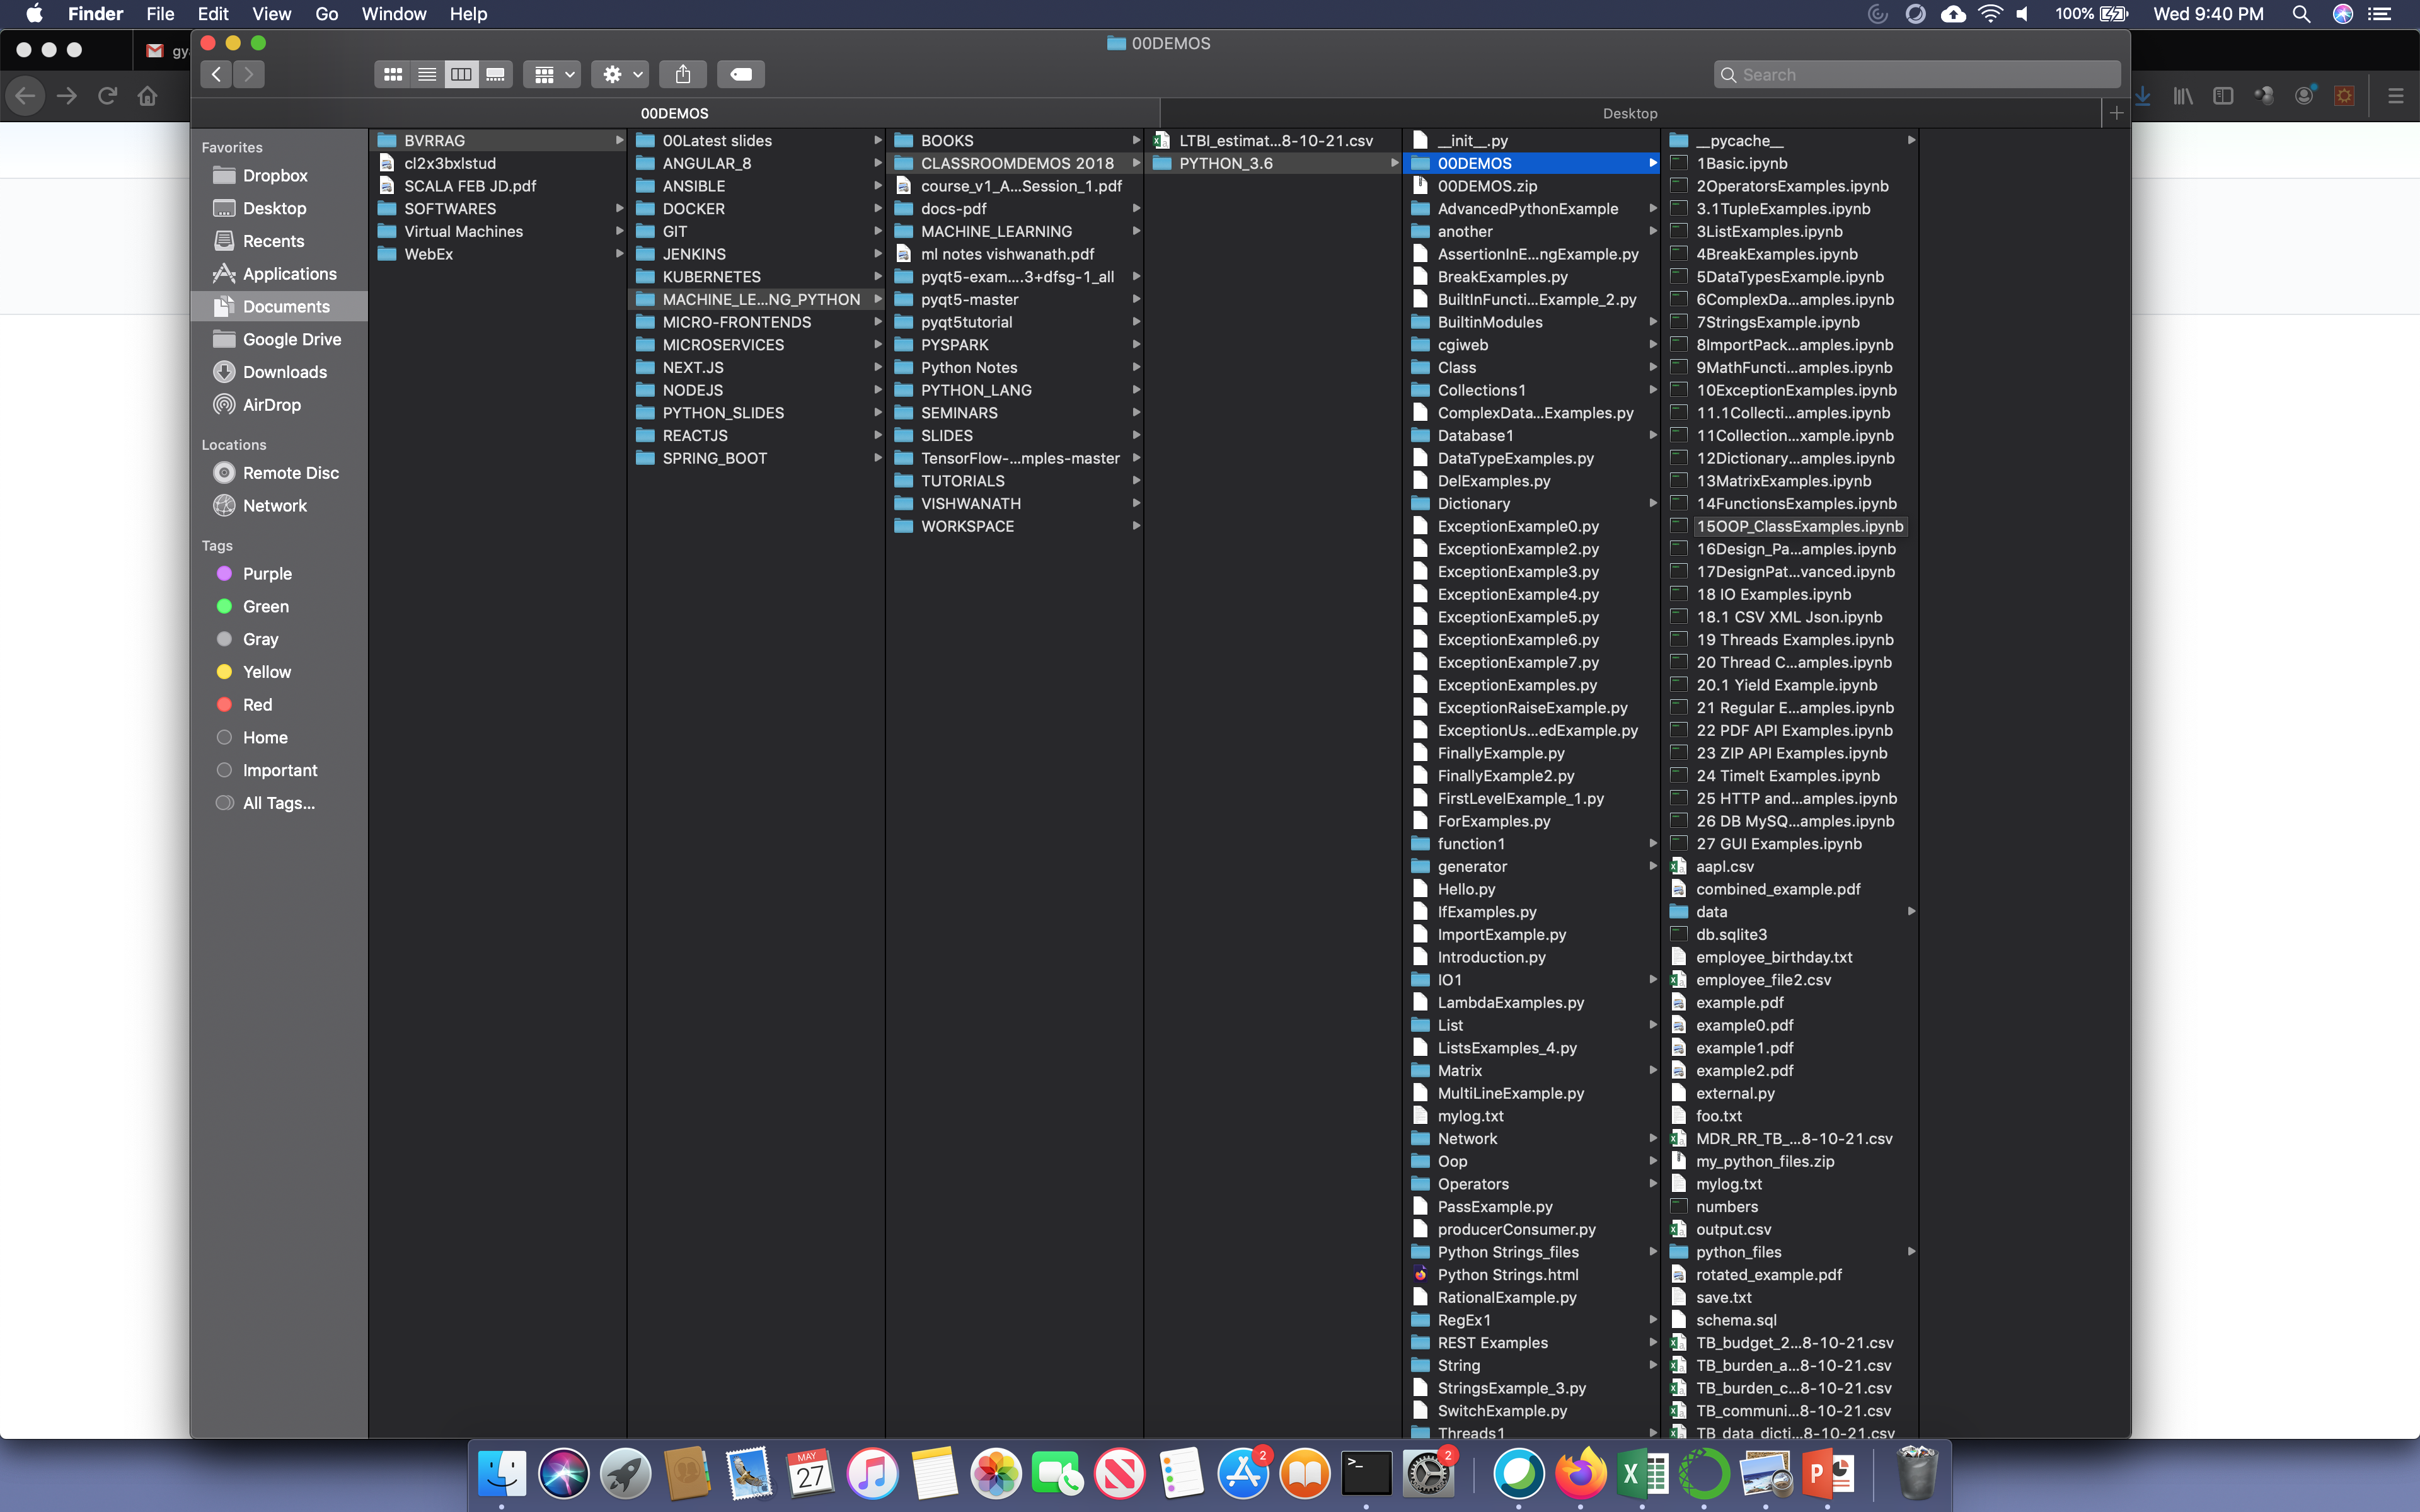 Finder File Edit View Go Window Help
100% Wed 9:40 PM
gy
00DEMOS
Search
00DEMOS
Desktop
Favorites
Dropbox
Desktop
Recents
Applications
Documents
Google Drive
Downloads
AirDrop
Locations
Remote Disc
Network
Tags
Purple
Green
Gray
Yellow
Red
Home
Important
All Tags...
BVRRAG
cl2x3bxlstud
SCALA FEB JD.pdf
SOFTWARES
Virtual Machines
WebEx
00Latest slides
ANGULAR_8
ANSIBLE
DOCKER
GIT
JENKINS
KUBERNETES
MACHINE_LE...NG_PYTHON
MICRO-FRONTENDS
MICROSERVICES
NEXT.JS
NODEJS
PYTHON_SLIDES
REACTJS
SPRING_BOOT
BOOKS
CLASSROOMDEMOS 2018
course_v1_A...Session_1.pdf
docs-pdf
MACHINE_LEARNING
ml notes vishwanath.pdf
pyqt5-exam....3+dfsg-1_all
pyqt5-master
pyqt5tutorial
PYSPARK
Python Notes
PYTHON_LANG
SEMINARS
SLIDES
TensorFlow-...mples-master
TUTORIALS
VISHWANATH
WORKSPACE
LTBI_estimat...8-10-21.csv
PYTHON_3.6
__init__.py
00DEMOS
00DEMOS.zip
AdvancedPythonExample
another
AssertionInE...ngExample.py
BreakExamples.py
BuiltInFuncti...Example_2.py
BuiltinModules
cgiweb
Class
Collections1
ComplexData...Examples.py
Database1
DataTypeExamples.py
DelExamples.py
Dictionary
ExceptionExample0.py
ExceptionExample2.py
ExceptionExample3.py
ExceptionExample4.py
ExceptionExample5.py
ExceptionExample6.py
ExceptionExample7.py
ExceptionExamples.py
ExceptionRaiseExample.py
ExceptionUs...edExample.py
FinallyExample.py
FinallyExample2.py
FirstLevelExample_1.py
ForExamples.py
function1
generator
Hello.py
IfExamples.py
ImportExample.py
Introduction.py
IO1
LambdaExamples.py
List
ListsExamples_4.py
Matrix
MultiLineExample.py
mylog.txt
Network
Oop
Operators
PassExample.py
producerConsumer.py
Python Strings_files
Python Strings.html
RationalExample.py
RegEx1
REST Examples
String
StringsExample_3.py
SwitchExample.py
Threads1
__pycache__
1Basic.ipynb
2OperatorsExamples.ipynb
3.1TupleExamples.ipynb
3ListExamples.ipynb
4BreakExamples.ipynb
5DataTypesExample.ipynb
6ComplexDa...amples.ipynb
7StringsExample.ipynb
8ImportPack...amples.ipynb
9MathFuncti...amples.ipynb
10ExceptionExamples.ipynb
11.1Collecti...amples.ipynb
11Collection...xample.ipynb
12Dictionary...amples.ipynb
13MatrixExamples.ipynb
14FunctionsExamples.ipynb
15OOP_ClassExamples.ipynb
16Design_Pa...amples.ipynb
17DesignPat...vanced.ipynb
18 IO Examples.ipynb
18.1 CSV XML Json.ipynb
19 Threads Examples.ipynb
20 Thread C...amples.ipynb
20.1 Yield Example.ipynb
21 Regular E...amples.ipynb
22 PDF API Examples.ipynb
23 ZIP API Examples.ipynb
24 TimeIt Examples.ipynb
25 HTTP and...amples.ipynb
26 DB MySQ...amples.ipynb
27 GUI Examples.ipynb
aapl.csv
combined_example.pdf
data
db.sqlite3
employee_birthday.txt
employee_file2.csv
example.pdf
example0.pdf
example1.pdf
example2.pdf
external.py
foo.txt
MDR_RR_TB_...8-10-21.csv
my_python_files.zip
mylog.txt
numbers
output.csv
python_files
rotated_example.pdf
save.txt
schema.sql
TB_budget_2...8-10-21.csv
TB_burden_a...8-10-21.csv
TB_burden_c...8-10-21.csv
TB_communi...8-10-21.csv
TB_data_dicti...8-10-21.csv
MAY
27
2
2